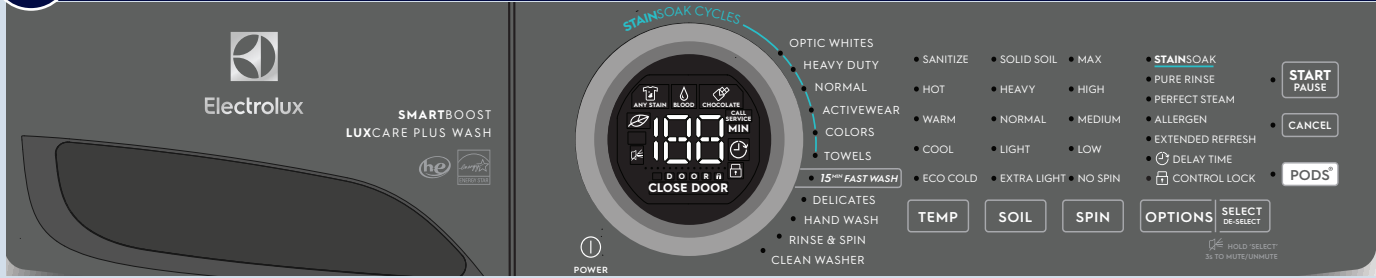 Electrolux
SMARTBOOST
LUXCARE PLUS WASH
he
ENERGY STAR
POWER
STAINSOAK CYCLES
ANY STAIN
BLOOD
CHOCOLATE
CALL
SERVICE
188
MIN
DOOR
CLOSE DOOR
OPTIC WHITES
HEAVY DUTY
NORMAL
ACTIVEWEAR
COLORS
TOWELS
15MIN FAST WASH
DELICATES
HAND WASH
RINSE & SPIN
CLEAN WASHER
SANITIZE
HOT
WARM
COOL
ECO COLD
TEMP
SOLID SOIL
HEAVY
NORMAL
LIGHT
EXTRA LIGHT
SOIL
MAX
HIGH
MEDIUM
LOW
NO SPIN
SPIN
STAINSOAK
PURE RINSE
PERFECT STEAM
ALLERGEN
EXTENDED REFRESH
DELAY TIME
CONTROL LOCK
OPTIONS
SELECT
DE-SELECT
HOLD "SELECT"
3s TO MUTE/UNMUTE
START
PAUSE
CANCEL
PODS®